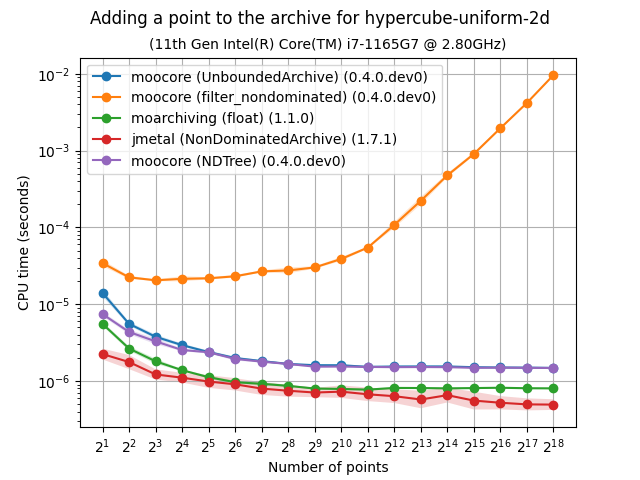 Adding a point to the archive for hypercube-uniform-2d
(11th Gen Intel(R) Core(TM) i7-1165G7 @ 2.80GHz)
moocore (UnboundedArchive) (0.4.0.dev0)
moocore (filter_nondominated) (0.4.0.dev0)
moarchiving (float) (1.1.0)
jmetal (NonDominatedArchive) (1.7.1)
moocore (NDTree) (0.4.0.dev0)
CPU time (seconds)
10⁻²
10⁻³
10⁻⁴
10⁻⁵
10⁻⁶
2¹ 2² 2³ 2⁴ 2⁵ 2⁶ 2⁷ 2⁸ 2⁹ 2¹⁰ 2¹¹ 2¹² 2¹³ 2¹⁴ 2¹⁵ 2¹⁶ 2¹⁷ 2¹⁸
Number of points